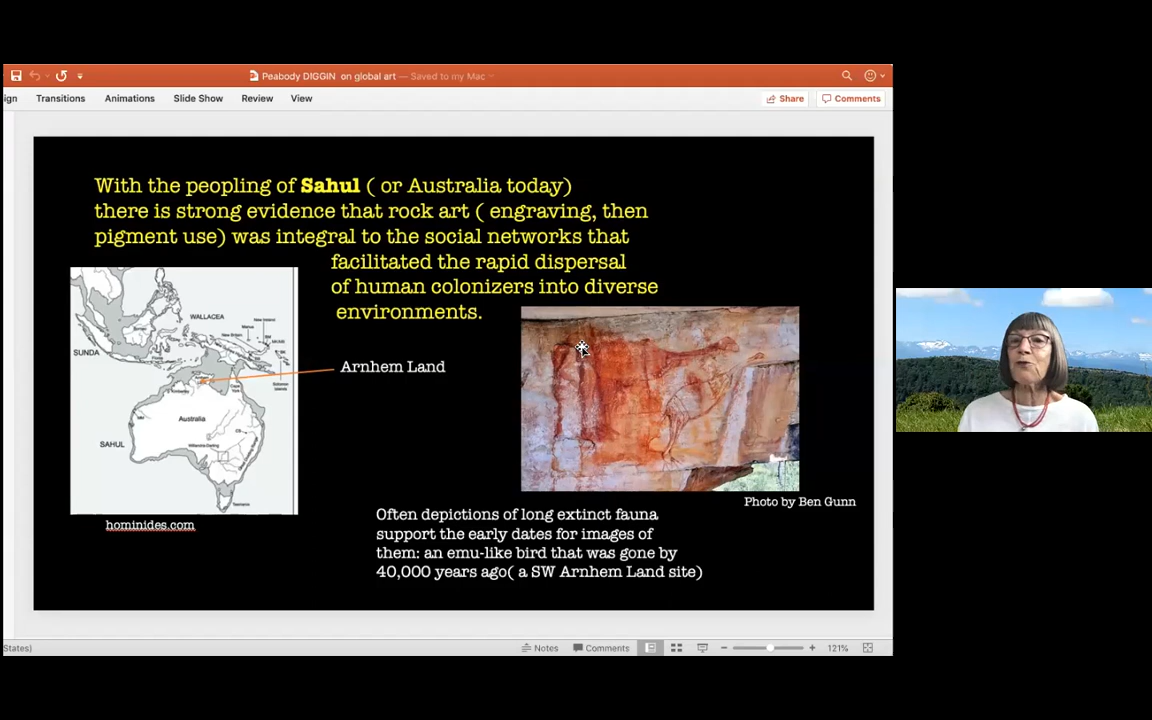 Peabody DIGGIN on global art — Saved to my Mac
ign Transitions Animations Slide Show Review View Share Comments
With the peopling of Sahul ( or Australia today)
there is strong evidence that rock art ( engraving, then
pigment use) was integral to the social networks that
facilitated the rapid dispersal
of human colonizers into diverse
environments.
WALLACEA
SUNDA
Arnhem Land
Australia
SAHUL
hominides.com
Photo by Ben Gunn
Often depictions of long extinct fauna
support the early dates for images of
them: an emu-like bird that was gone by
40,000 years ago( a SW Arnhem Land site)
States) Notes Comments 121%